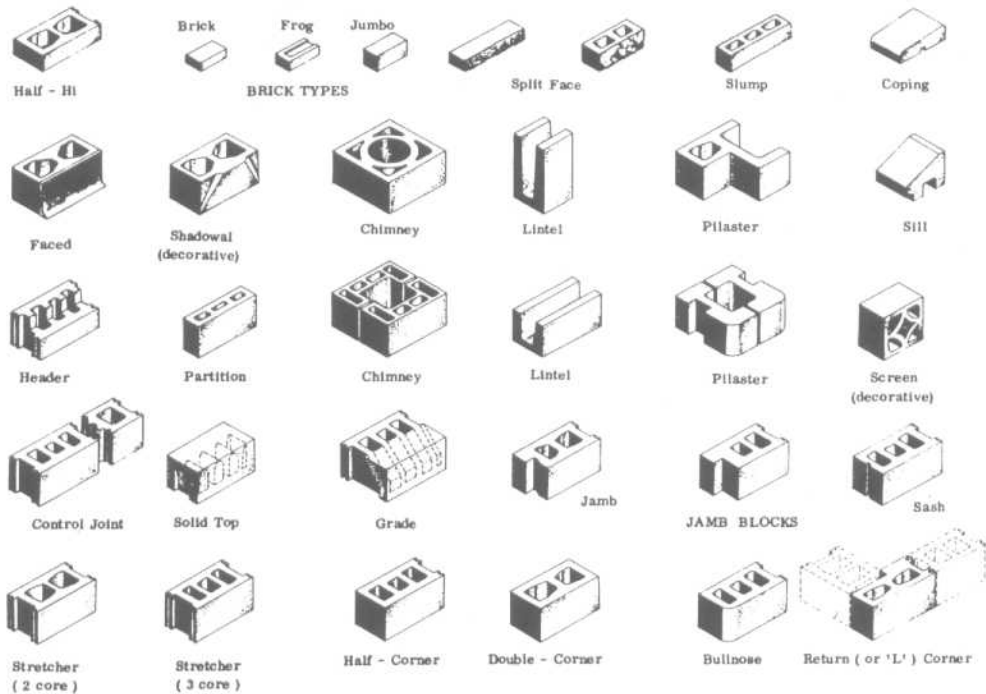 Brick
Frog
Jumbo
Half - Hi
BRICK TYPES
Split Face
Slump
Coping
Faced
Shadowal
(decorative)
Chimney
Lintel
Pilaster
Sill
Header
Partition
Chimney
Lintel
Pilaster
Screen
(decorative)
Control Joint
Solid Top
Grade
Jamb
JAMB BLOCKS
Sash
Stretcher
( 2 core )
Stretcher
( 3 core )
Half - Corner
Double - Corner
Bullnose
Return ( or 'L' ) Corner